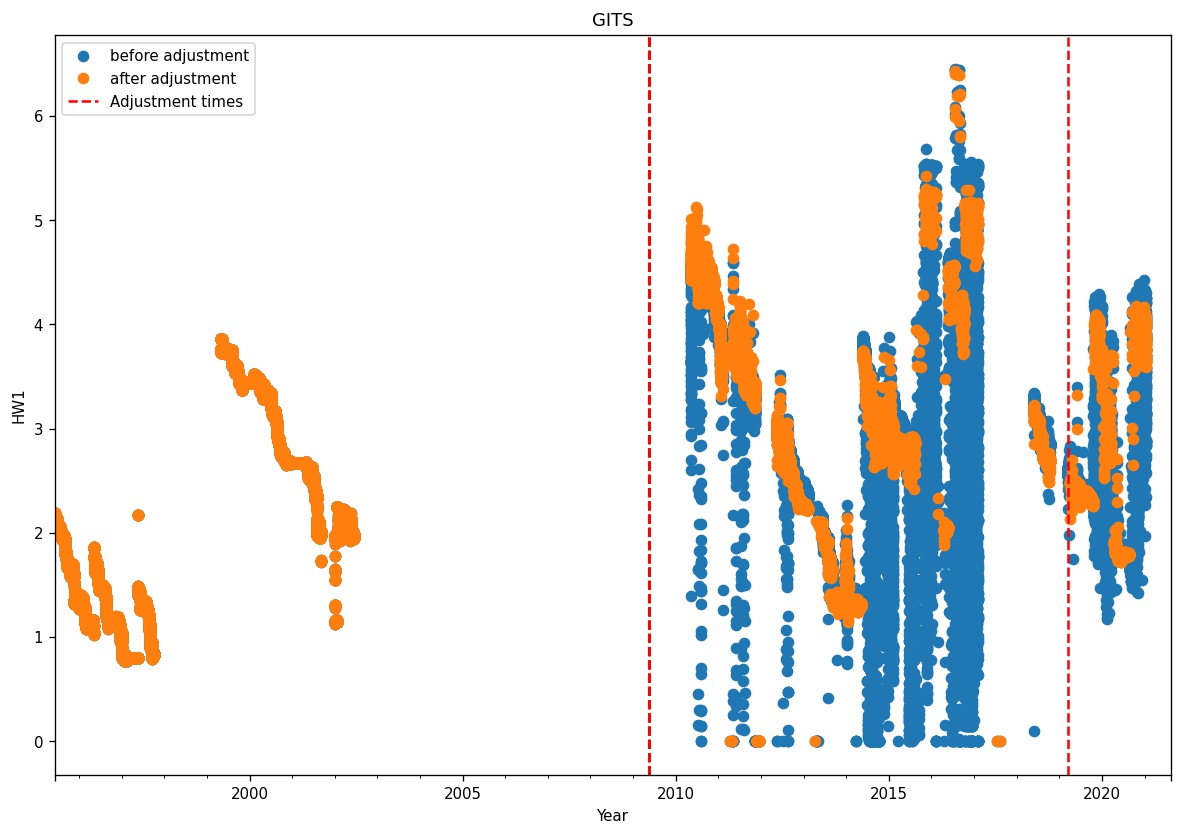 GITS
before adjustment
after adjustment
Adjustment times
HW1
6
5
4
3
2
1
0
2000 2005 2010 2015 2020
Year